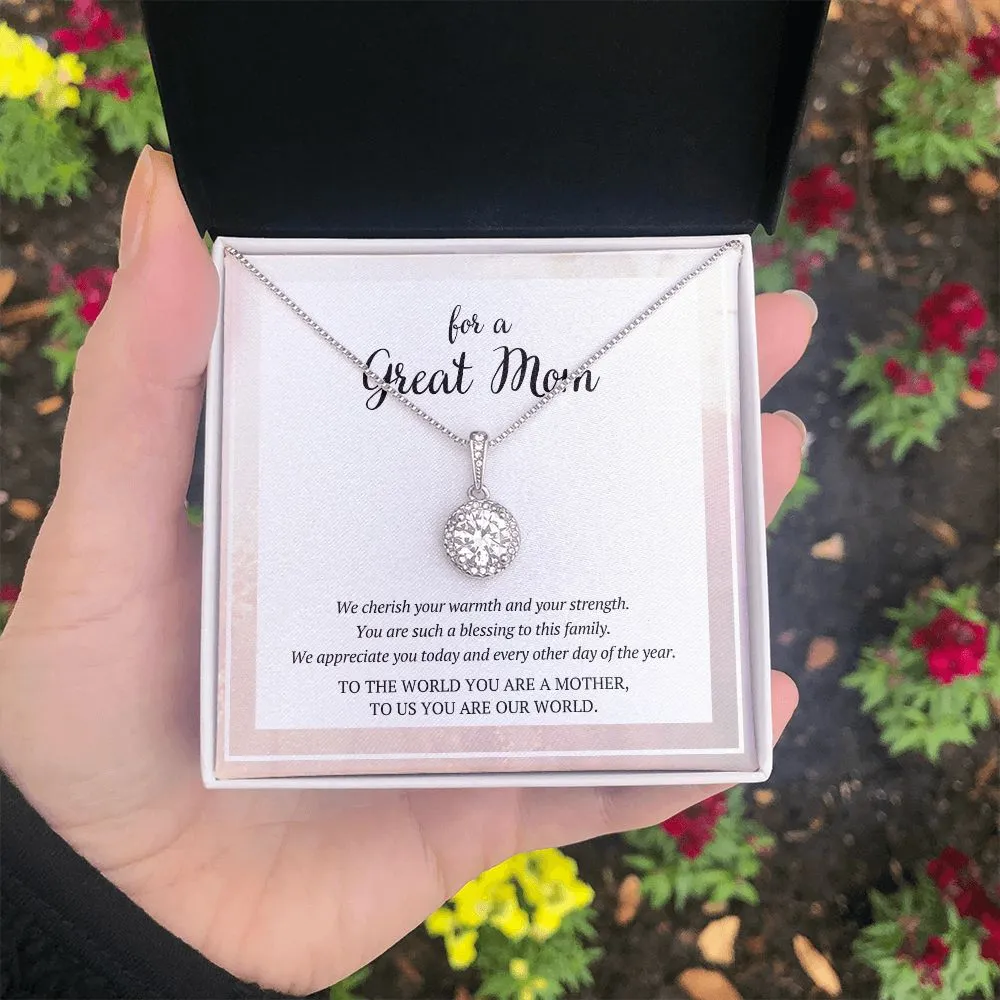 for a
Great Mom
We cherish your warmth and your strength.
You are such a blessing to this family.
We appreciate you today and every other day of the year.
TO THE WORLD YOU ARE A MOTHER,
TO US YOU ARE OUR WORLD.